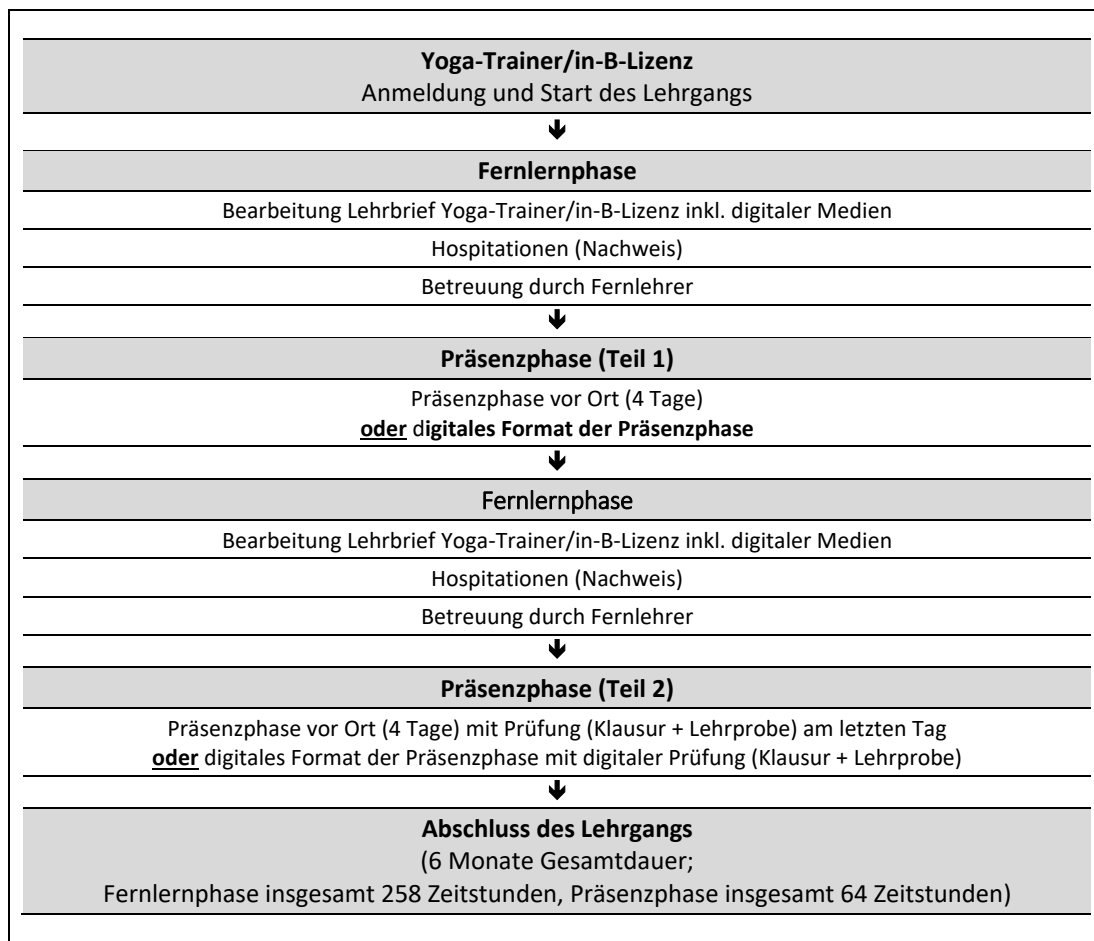 Yoga-Trainer/in-B-Lizenz
Anmeldung und Start des Lehrgangs
Fernlernphase
Bearbeitung Lehrbrief Yoga-Trainer/in-B-Lizenz inkl. digitaler Medien
Hospitationen (Nachweis)
Betreuung durch Fernlehrer
Präsenzphase (Teil 1)
Präsenzphase vor Ort (4 Tage)
oder digitales Format der Präsenzphase
Fernlernphase
Bearbeitung Lehrbrief Yoga-Trainer/in-B-Lizenz inkl. digitaler Medien
Hospitationen (Nachweis)
Betreuung durch Fernlehrer
Präsenzphase (Teil 2)
Präsenzphase vor Ort (4 Tage) mit Prüfung (Klausur + Lehrprobe) am letzten Tag
oder digitales Format der Präsenzphase mit digitaler Prüfung (Klausur + Lehrprobe)
Abschluss des Lehrgangs
(6 Monate Gesamtdauer;
Fernlernphase insgesamt 258 Zeitstunden, Präsenzphase insgesamt 64 Zeitstunden)